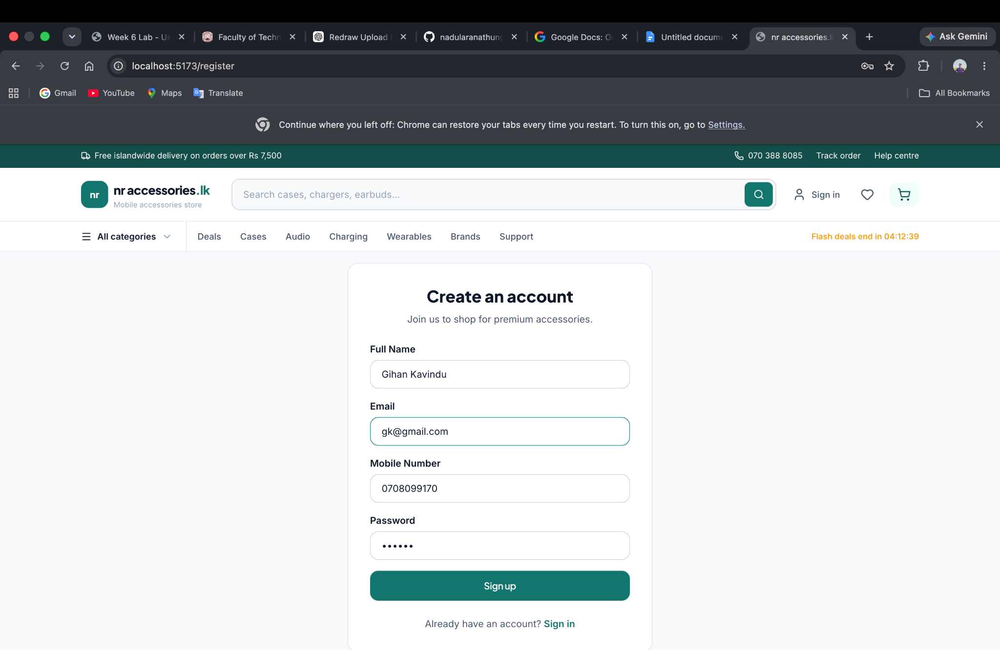 Week 6 Lab - Us
Faculty of Techn
Redraw Upload
nadularanathung
Google Docs: O
Untitled docume
nr accessories.l
Ask Gemini
localhost:5173/register
Gmail
YouTube
Maps
Translate
All Bookmarks
Continue where you left off: Chrome can restore your tabs every time you restart. To turn this on, go to Settings.
Free islandwide delivery on orders over Rs 7,500
070 388 8085
Track order
Help centre
nr
nr accessories.lk
Mobile accessories store
Search cases, chargers, earbuds...
Sign in
All categories
Deals
Cases
Audio
Charging
Wearables
Brands
Support
Flash deals end in 04:12:39
Create an account
Join us to shop for premium accessories.
Full Name
Gihan Kavindu
Email
gk@gmail.com
Mobile Number
0708099170
Password
••••••
Sign up
Already have an account? Sign in